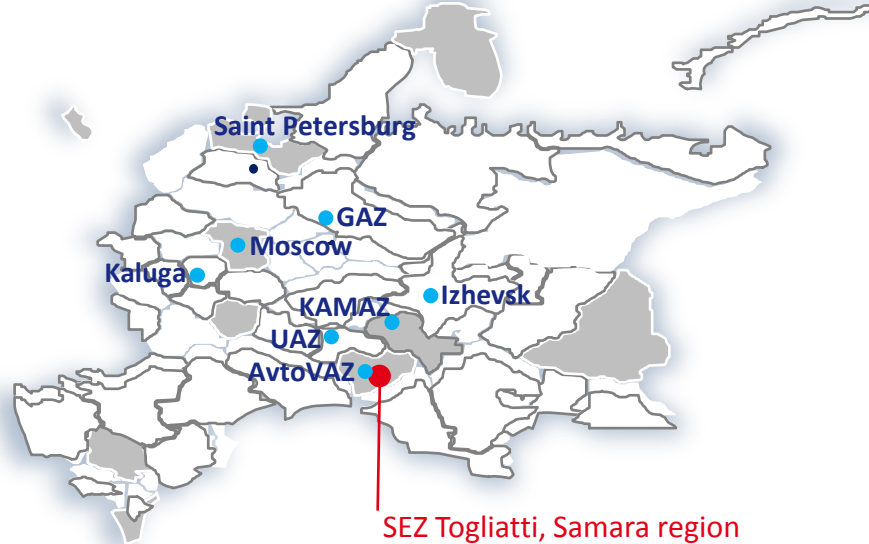 Saint Petersburg
GAZ
Moscow
Kaluga
Izhevsk
KAMAZ
UAZ
AvtoVAZ
SEZ Togliatti, Samara region